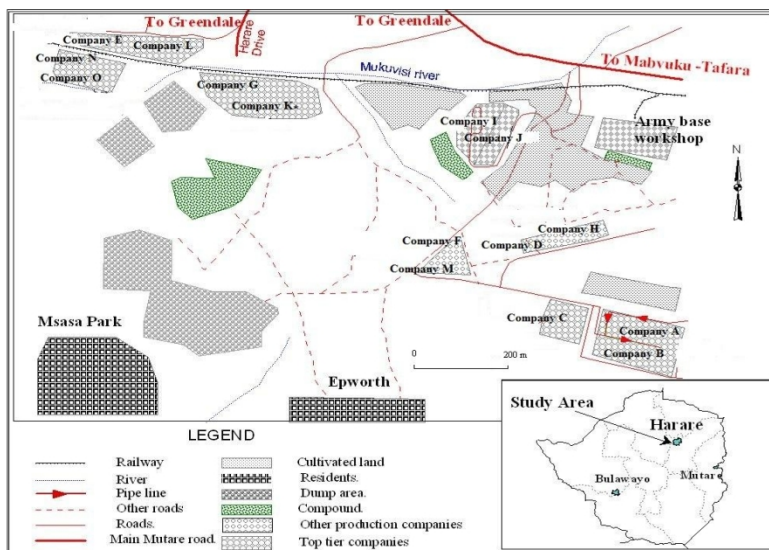 To Greendale
To Greendale
Harare
Drive
Company E
Company L
Company N
Company O
Company G
Company K
Mukuvisi river
To Mabvuku -Tafara
Company I
Company J
Army base
workshop
N
Company H
Company F
Company D
Company M
Company C
Company A
Company B
0
200 m
Msasa Park
Epworth
LEGEND
Railway
River
Pipe line
Other roads
Roads.
Main Mutare road.
Cultivated land
Residents.
Dump area.
Compound.
Other production companies
Top tier companies
Study Area
Harare
Bulawayo
Mutare